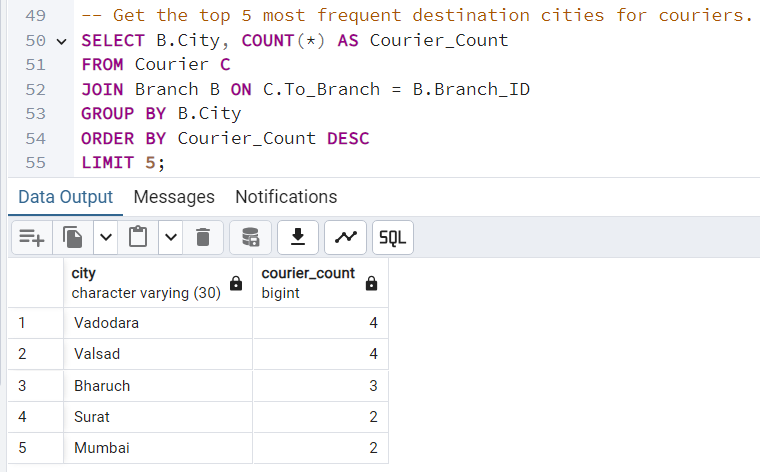 49 -- Get the top 5 most frequent destination cities for couriers.
50 SELECT B.City, COUNT(*) AS Courier_Count
51 FROM Courier C
52 JOIN Branch B ON C.To_Branch = B.Branch_ID
53 GROUP BY B.City
54 ORDER BY Courier_Count DESC
55 LIMIT 5;
Data Output Messages Notifications
SQL
city courier_count
character varying (30) bigint
1 Vadodara 4
2 Valsad 4
3 Bharuch 3
4 Surat 2
5 Mumbai 2